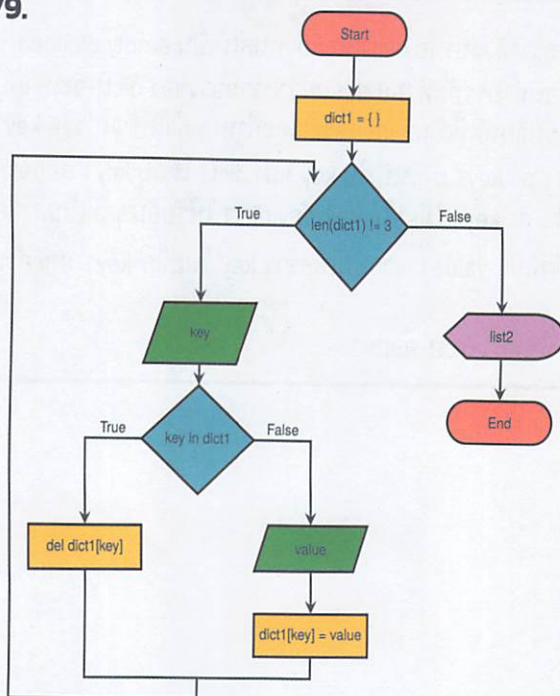 9.
Start
dict1 = { }
len(dict1) != 3
True
False
key
list2
End
key in dict1
True
False
del dict1[key]
value
dict1[key] = value